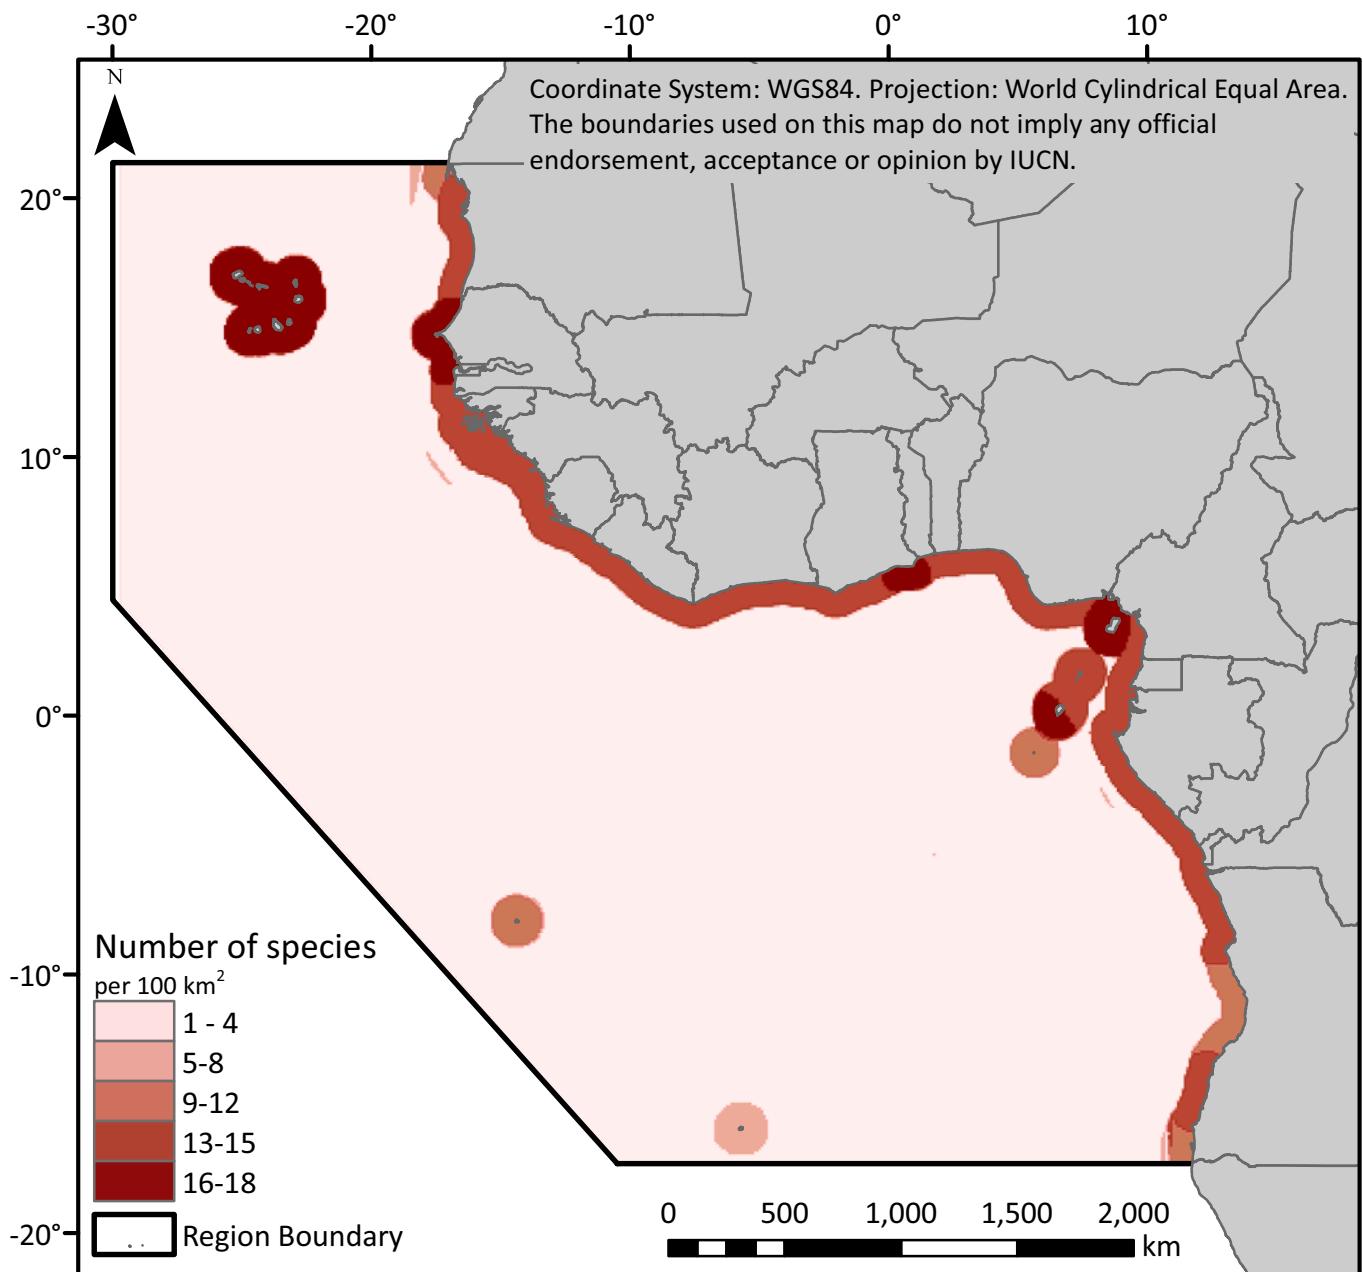 -30° -20° -10° 0° 10°
N
Coordinate System: WGS84. Projection: World Cylindrical Equal Area.
The boundaries used on this map do not imply any official
endorsement, acceptance or opinion by IUCN.
20°
10°
0°
-10°
-20°
Number of species
per 100 km²
1 - 4
5-8
9-12
13-15
16-18
Region Boundary
0 500 1,000 1,500 2,000
km